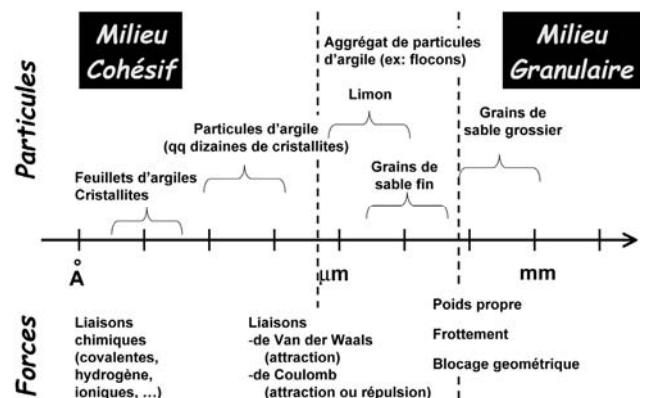 Milieu
Cohésif
Aggrégat de particules
d'argile (ex: flocons)
Milieu
Granulaire
Particules
Limon
Grains de
sable grossier
Particules d'argile
(qq dizaines de cristallites)
Feuillets d'argiles
Cristallites
Grains de
sable fin
Å
µm
mm
Forces
Liaisons
chimiques
(covalentes,
hydrogène,
ioniques, ...)
Liaisons
-de Van der Waals
(attraction)
-de Coulomb
(attraction ou répulsion)
Poids propre
Frottement
Blocage geométrique